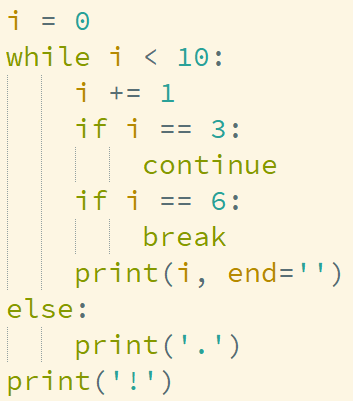 i = 0
while i < 10:
    i += 1
    if i == 3:
        continue
    if i == 6:
        break
    print(i, end='')
else:
    print('.')
print('!')